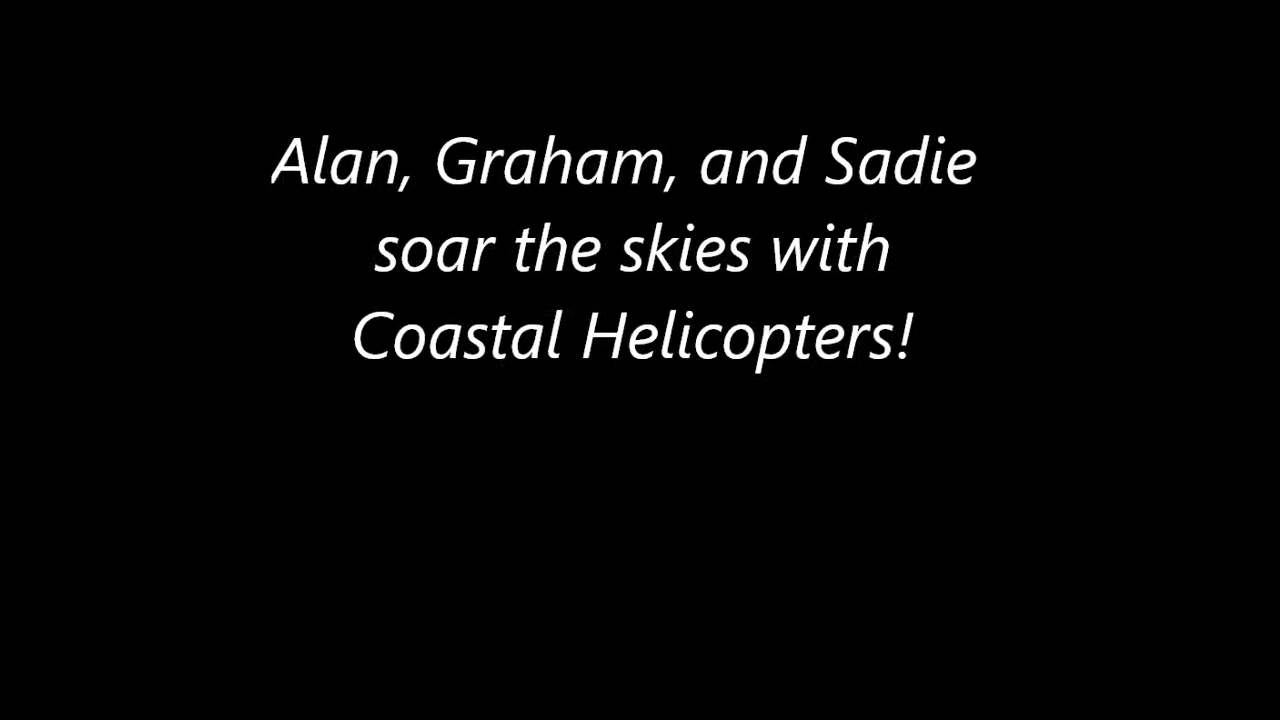 Alan, Graham, and Sadie
soar the skies with
Coastal Helicopters!